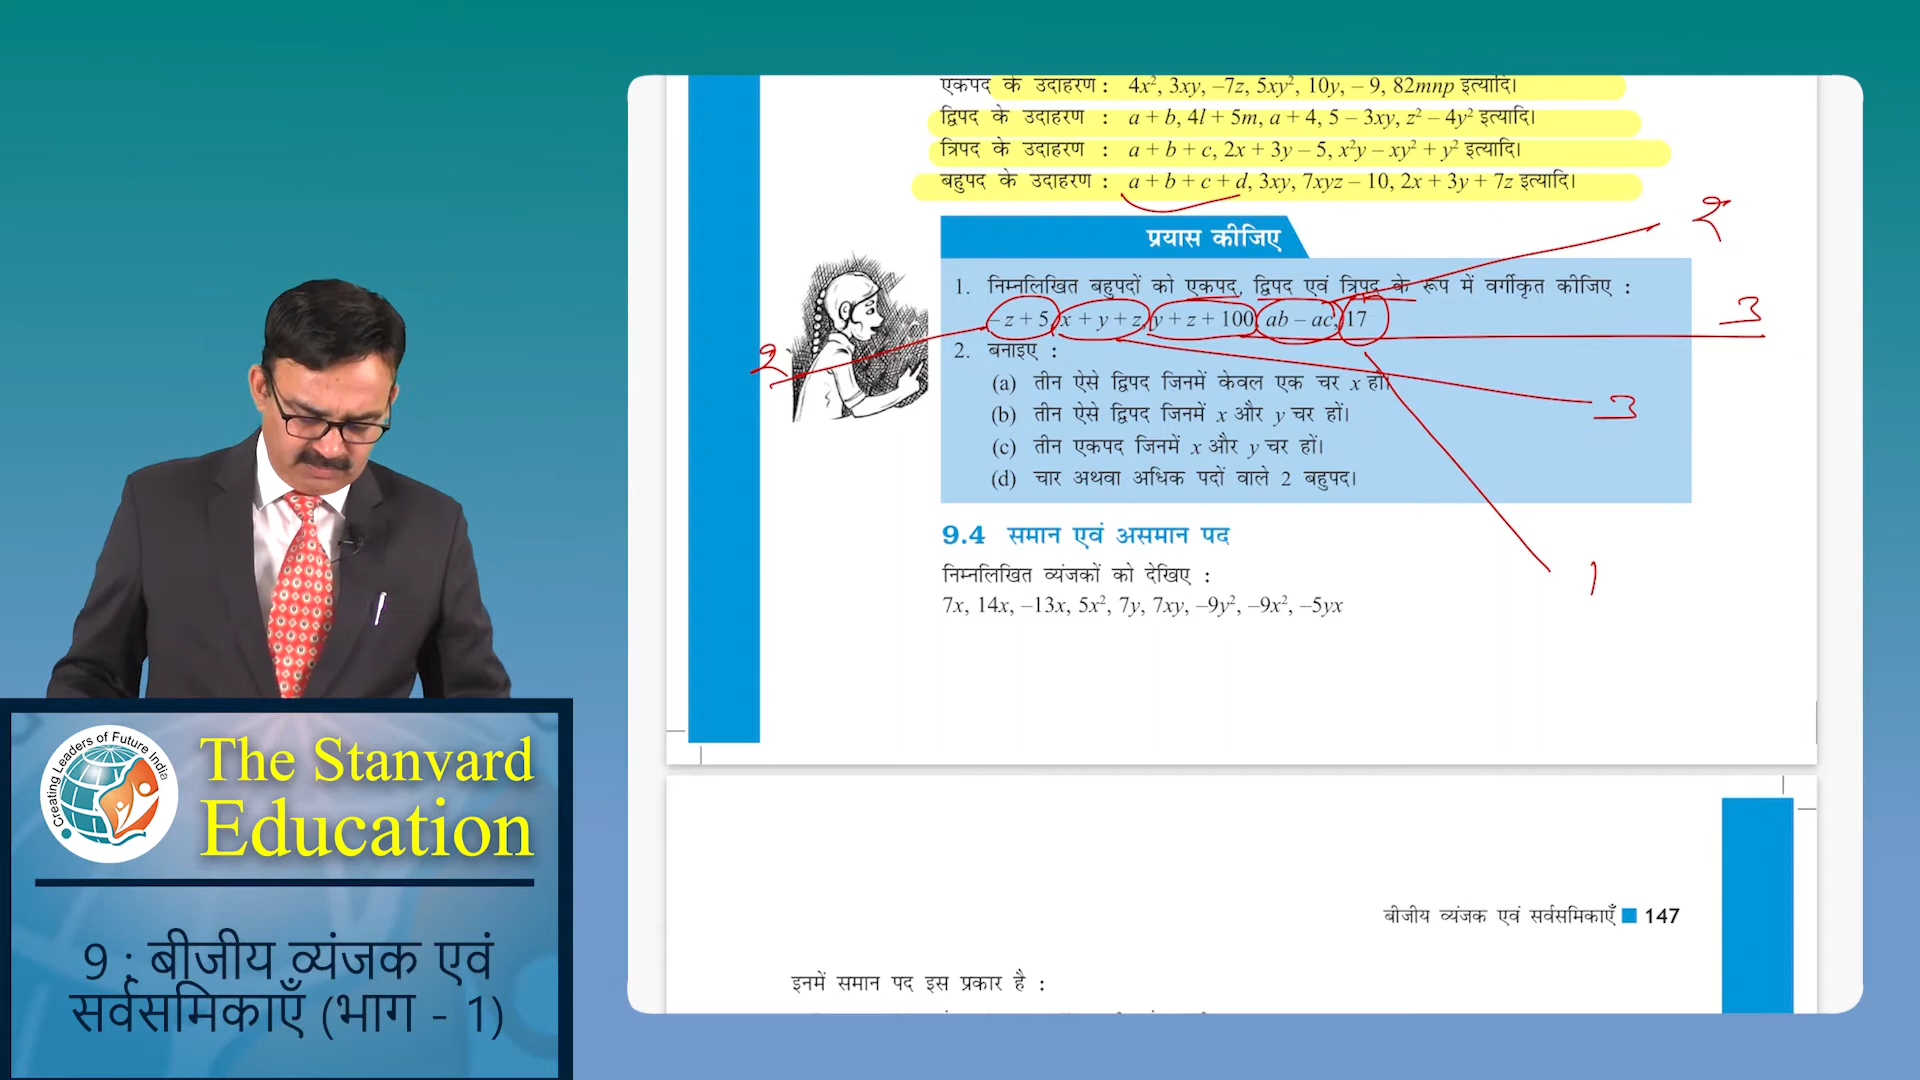 एकपद के उदाहरण : 4x², 3xy, –7z, 5xy², 10y, – 9, 82mnp इत्यादि।
द्विपद के उदाहरण : a + b, 4l + 5m, a + 4, 5 – 3xy, z² – 4y² इत्यादि।
त्रिपद के उदाहरण : a + b + c, 2x + 3y – 5, x²y – xy² + y² इत्यादि।
बहुपद के उदाहरण : a + b + c + d, 3xy, 7xyz – 10, 2x + 3y + 7z इत्यादि।
२
प्रयास कीजिए
1. निम्नलिखित बहुपदों को एकपद, द्विपद एवं त्रिपद के रूप में वर्गीकृत कीजिए :
– z + 5, x + y + z, y + z + 100, ab – ac, 17
3
2
2. बनाइए :
(a) तीन ऐसे द्विपद जिनमें केवल एक चर x हो।
3
(b) तीन ऐसे द्विपद जिनमें x और y चर हों।
(c) तीन एकपद जिनमें x और y चर हों।
(d) चार अथवा अधिक पदों वाले 2 बहुपद।
9.4 समान एवं असमान पद
निम्नलिखित व्यंजकों को देखिए :
1
7x, 14x, –13x, 5x², 7y, 7xy, –9y², –9x², –5yx
बीजीय व्यंजक एवं सर्वसमिकाएँ 147
इनमें समान पद इस प्रकार है :
Creating Leaders of Future India
The Stanvard
Education
9 : बीजीय व्यंजक एवं
सर्वसमिकाएँ (भाग - 1)